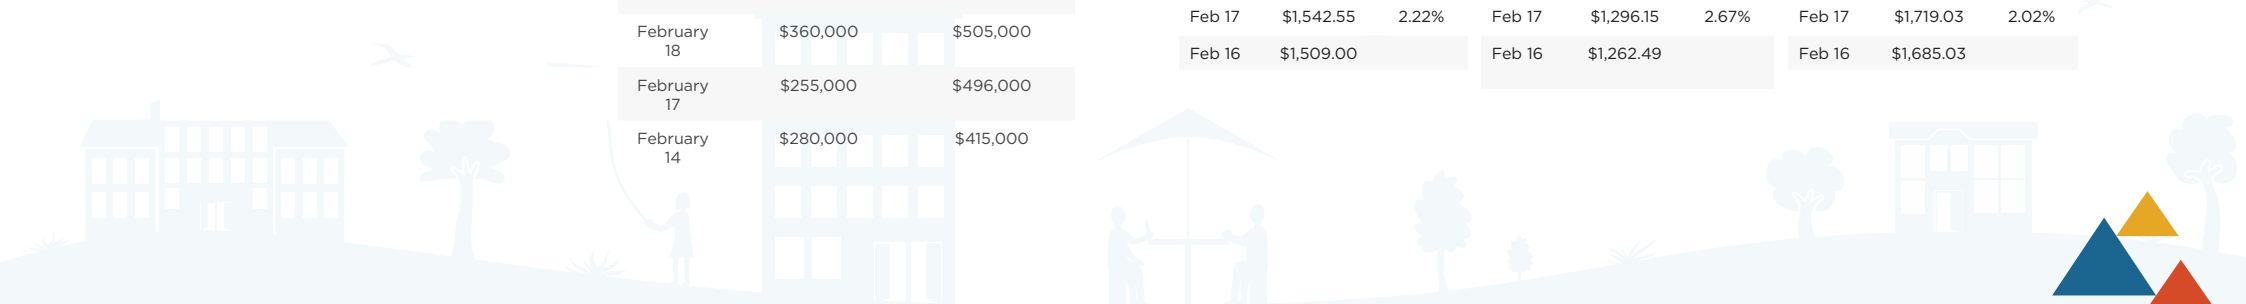 February $360,000 $505,000
18
February $255,000 $496,000
17
February $280,000 $415,000
14
Feb 17 $1,542.55 2.22%
Feb 16 $1,509.00
Feb 17 $1,296.15 2.67%
Feb 16 $1,262.49
Feb 17 $1,719.03 2.02%
Feb 16 $1,685.03